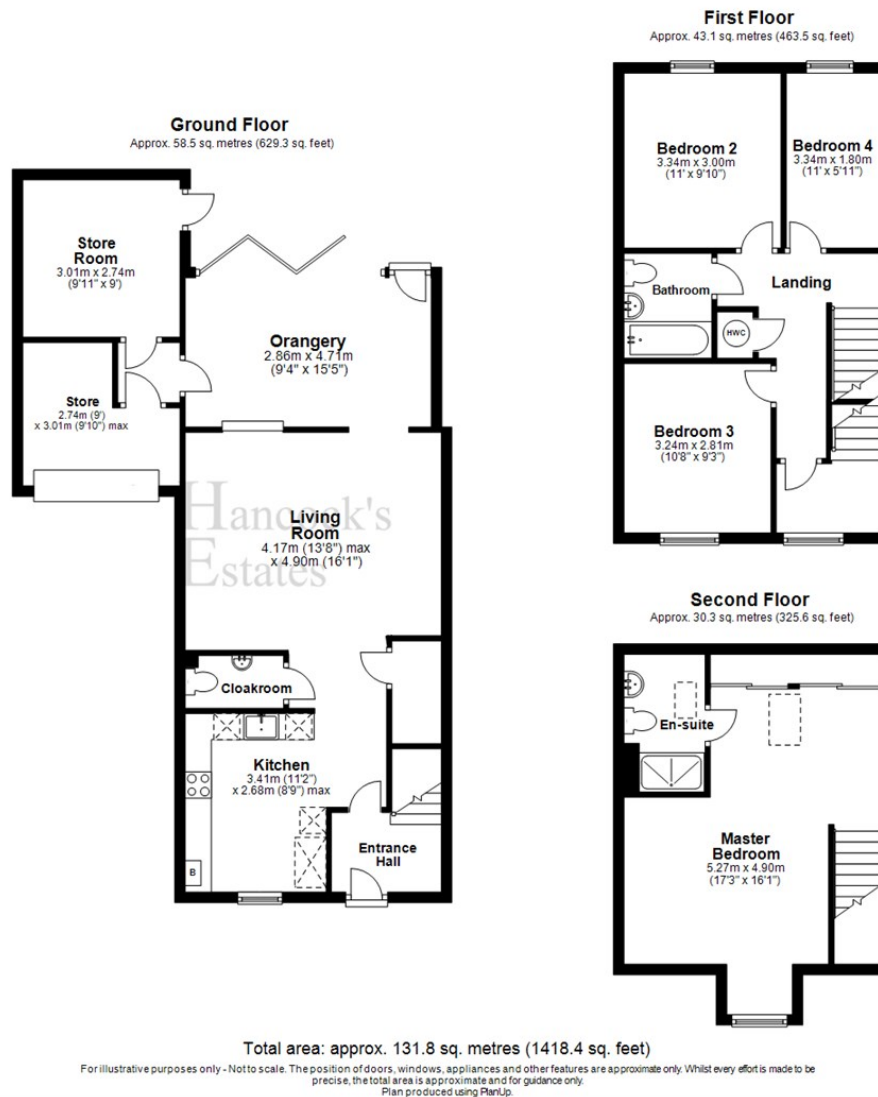 Ground Floor
Approx. 58.5 sq. metres (629.3 sq. feet)
Store
Room
3.01m x 2.74m
(9'11" x 9')
Orangery
2.86m x 4.71m
(9'4" x 15'5")
Store
2.74m (9')
x 3.01m (9'10") max
Hancock's
Estates
Living
Room
4.17m (13'8") max
x 4.90m (16'1")
Cloakroom
Kitchen
3.41m (11'2")
x 2.68m (8'9") max
B
Entrance
Hall
First Floor
Approx. 43.1 sq. metres (463.5 sq. feet)
Bedroom 2
3.34m x 3.00m
(11' x 9'10")
Bedroom 4
3.34m x 1.80m
(11' x 5'11")
Bathroom
Landing
HWC
Bedroom 3
3.24m x 2.81m
(10'8" x 9'3")
Second Floor
Approx. 30.3 sq. metres (325.6 sq. feet)
En-suite
Master
Bedroom
5.27m x 4.90m
(17'3" x 16'1")
Total area: approx. 131.8 sq. metres (1418.4 sq. feet)
For illustrative purposes only - Not to scale. The position of doors, windows, appliances and other features are approximate only. Whilst every effort is made to be
precise, the total area is approximate and for guidance only.
Plan produced using PlanUp.